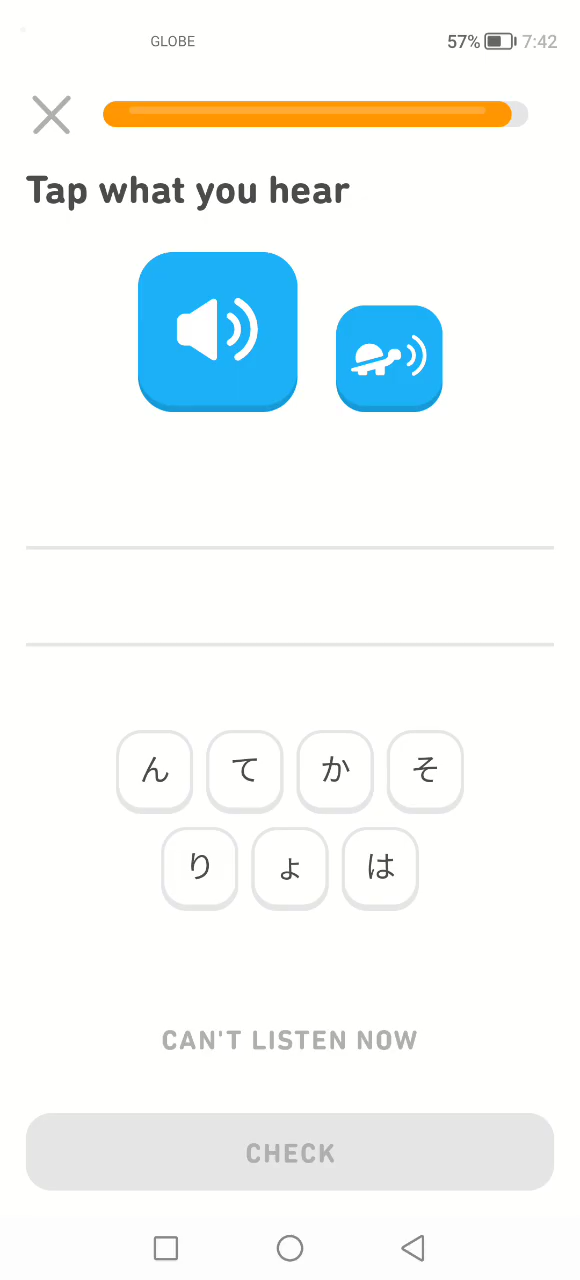 GLOBE 57% 7:42
Tap what you hear
ん て か そ
り ょ は
CAN'T LISTEN NOW
CHECK